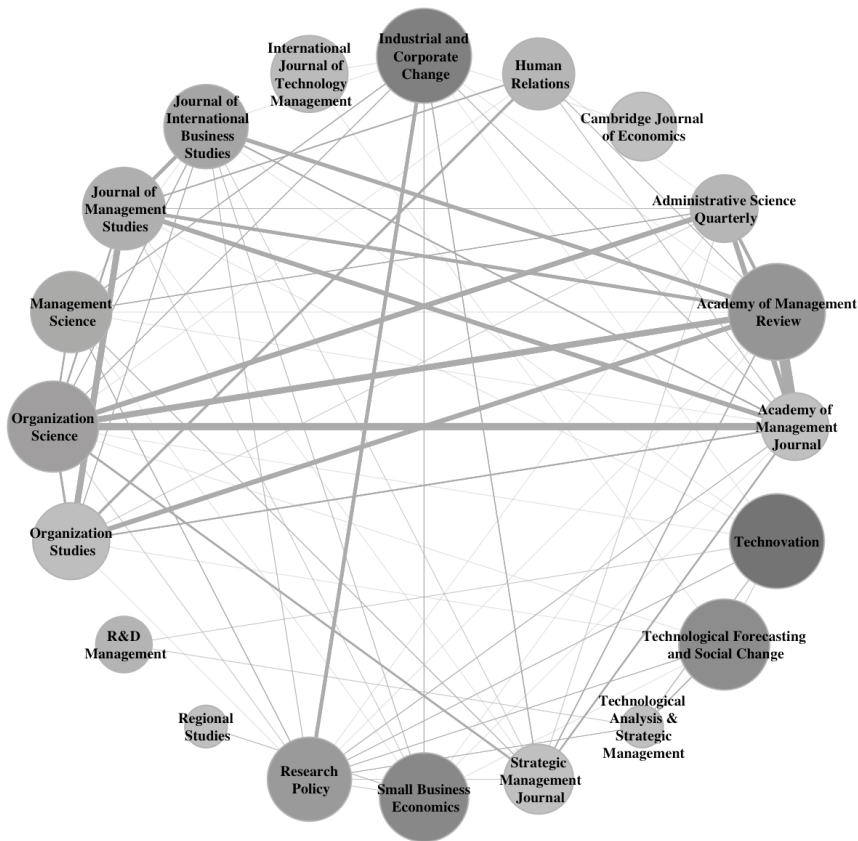 Industrial and
Corporate
Change
International
Journal of
Technology
Management
Human
Relations
Journal of
International
Business
Studies
Cambridge Journal
of Economics
Journal of
Management
Studies
Administrative Science
Quarterly
Management
Science
Academy of Management
Review
Organization
Science
Academy of
Management
Journal
Organization
Studies
Technovation
R&D
Management
Technological Forecasting
and Social Change
Regional
Studies
Technological
Analysis &
Strategic
Management
Research
Policy
Small Business
Economics
Strategic
Management
Journal